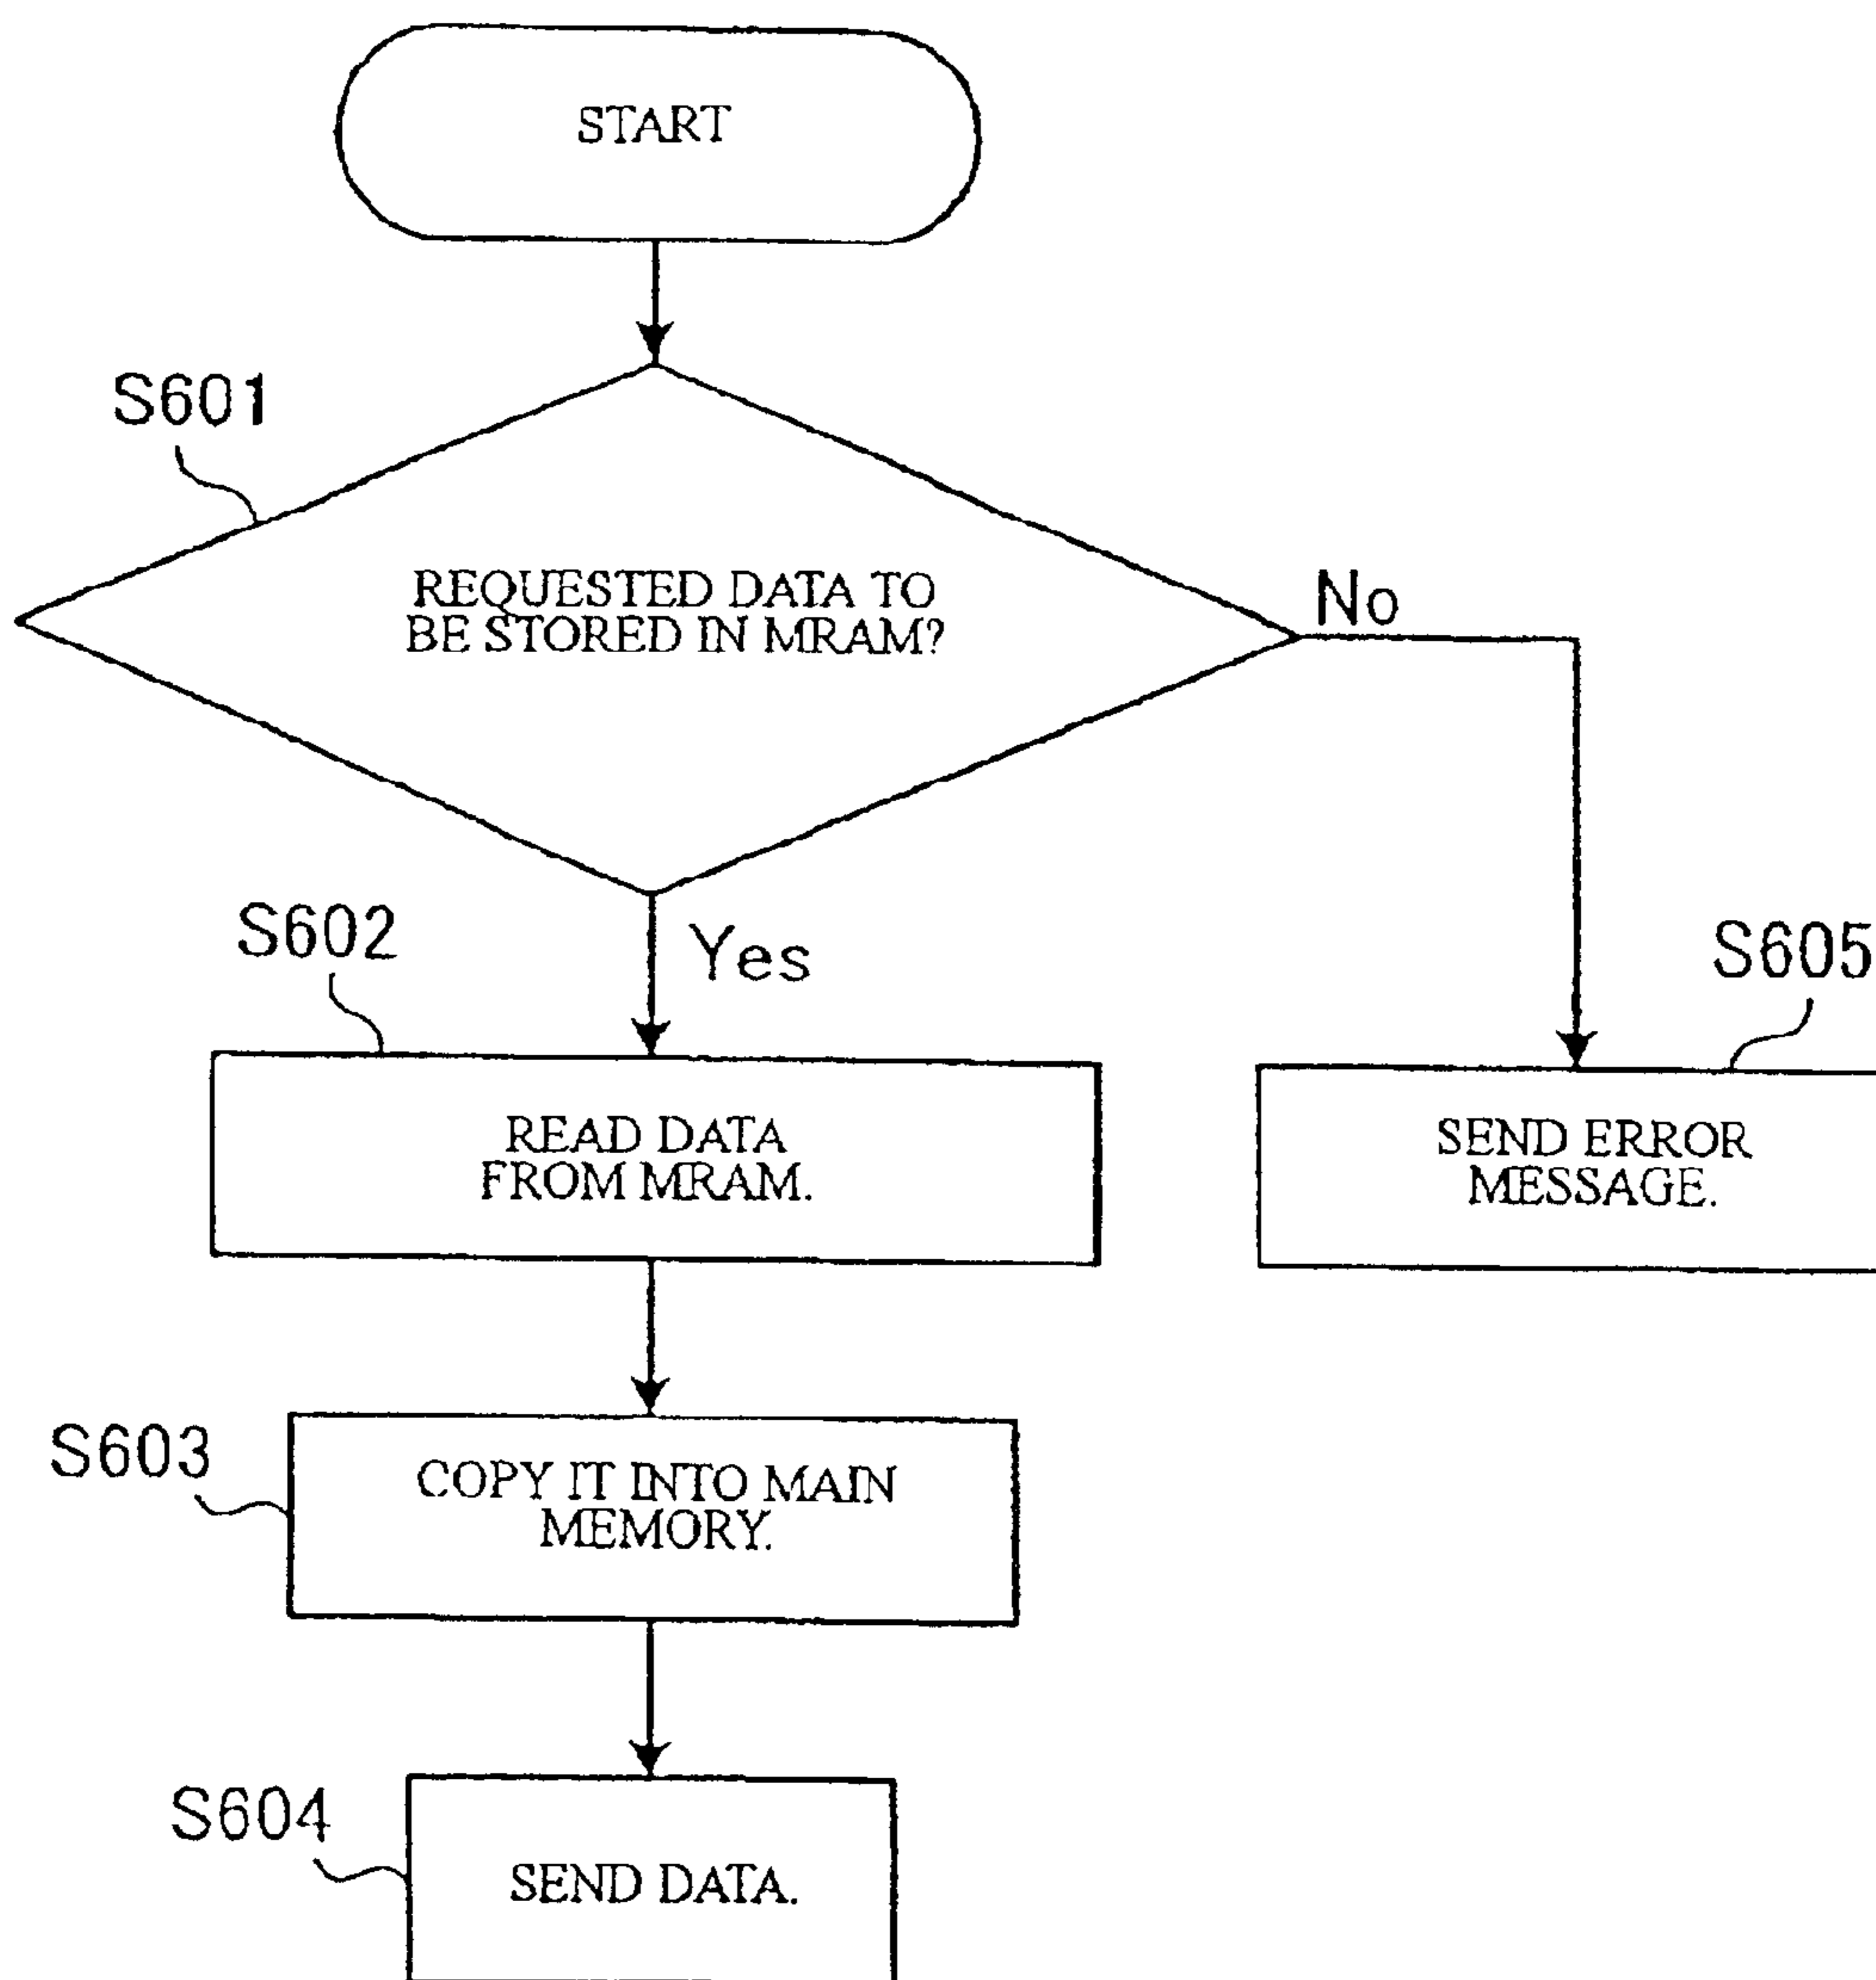 START
S601
REQUESTED DATA TO
BE STORED IN MRAM?
No
S602
Yes
S605
READ DATA
FROM MRAM.
SEND ERROR
MESSAGE.
S603
COPY IT INTO MAIN
MEMORY.
S604
SEND DATA.